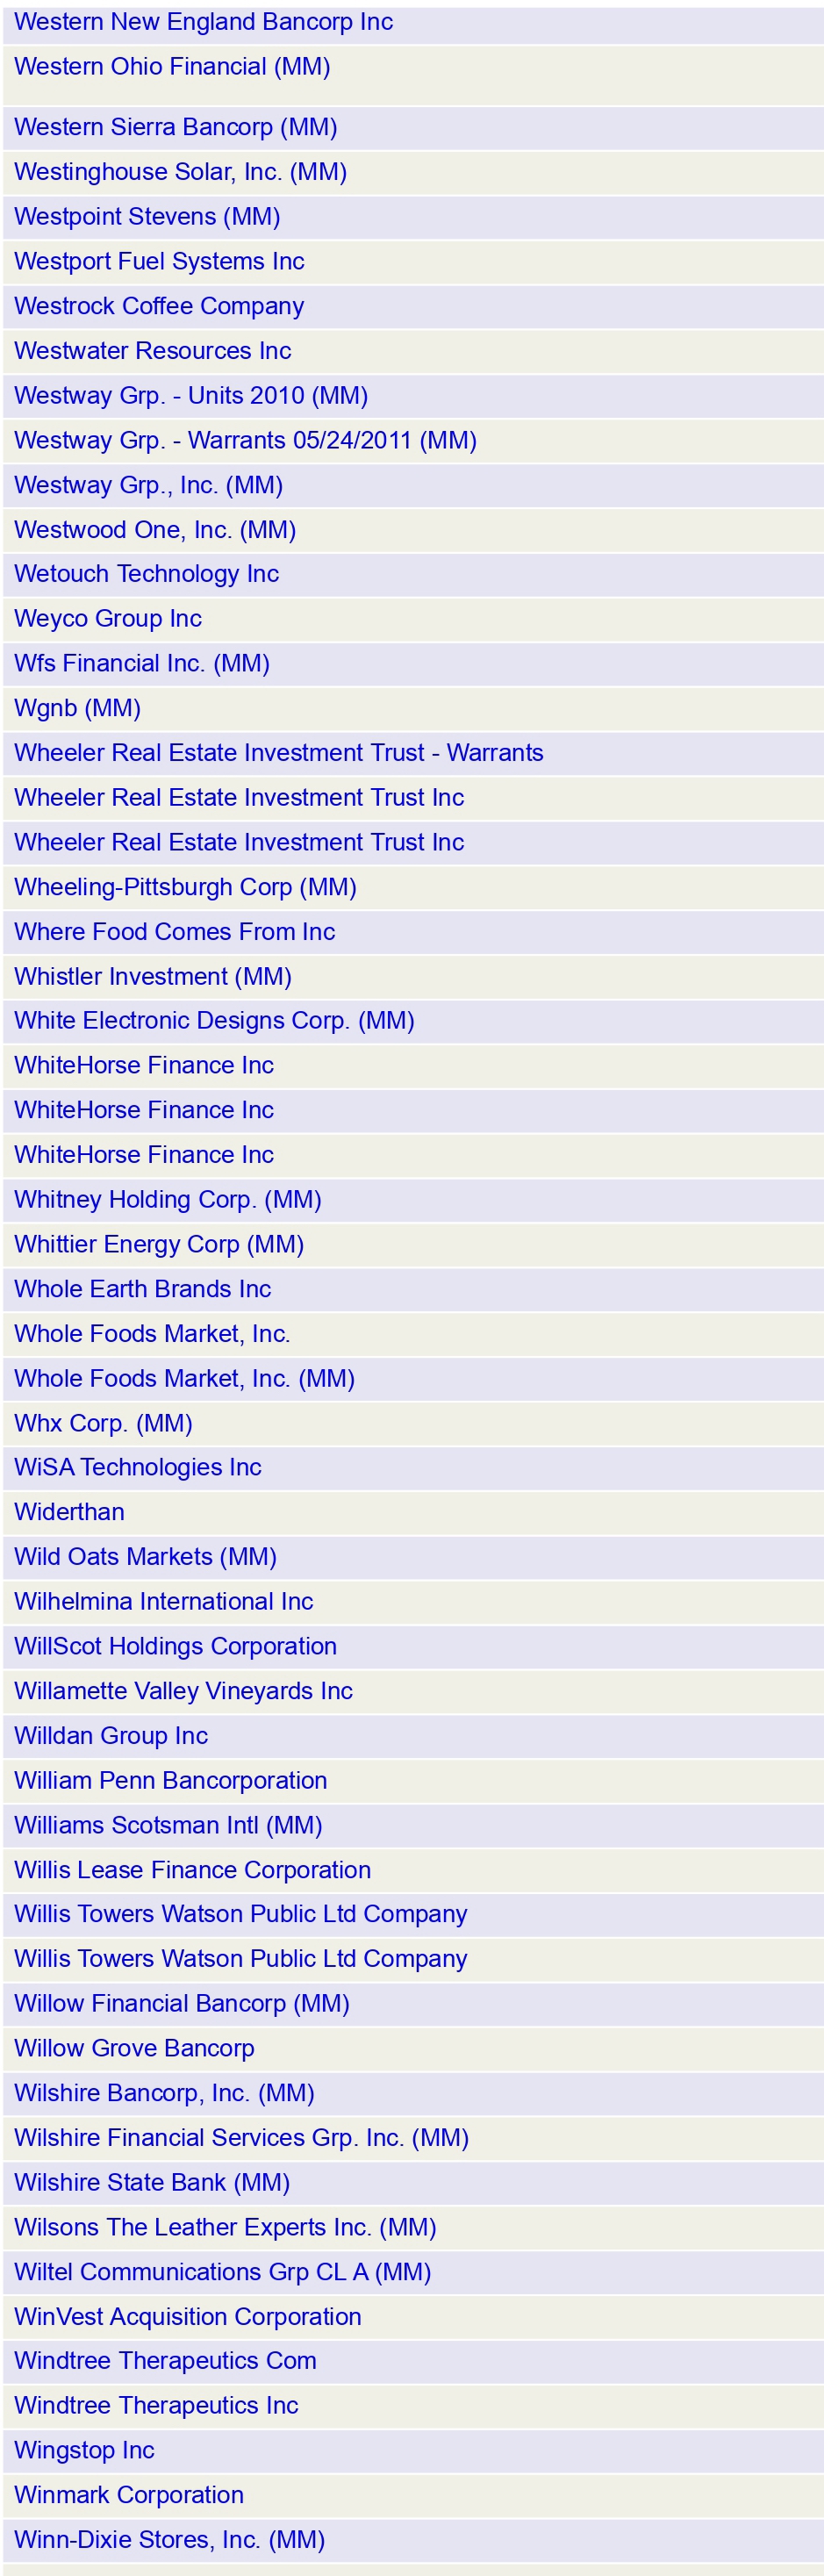 Western New England Bancorp Inc
Western Ohio Financial (MM)
Western Sierra Bancorp (MM)
Westinghouse Solar, Inc. (MM)
Westpoint Stevens (MM)
Westport Fuel Systems Inc
Westrock Coffee Company
Westwater Resources Inc
Westway Grp. - Units 2010 (MM)
Westway Grp. - Warrants 05/24/2011 (MM)
Westway Grp., Inc. (MM)
Westwood One, Inc. (MM)
Wetouch Technology Inc
Weyco Group Inc
Wfs Financial Inc. (MM)
Wgnb (MM)
Wheeler Real Estate Investment Trust - Warrants
Wheeler Real Estate Investment Trust Inc
Wheeler Real Estate Investment Trust Inc
Wheeling-Pittsburgh Corp (MM)
Where Food Comes From Inc
Whistler Investment (MM)
White Electronic Designs Corp. (MM)
WhiteHorse Finance Inc
WhiteHorse Finance Inc
WhiteHorse Finance Inc
Whitney Holding Corp. (MM)
Whittier Energy Corp (MM)
Whole Earth Brands Inc
Whole Foods Market, Inc.
Whole Foods Market, Inc. (MM)
Whx Corp. (MM)
WiSA Technologies Inc
Widerthan
Wild Oats Markets (MM)
Wilhelmina International Inc
WillScot Holdings Corporation
Willamette Valley Vineyards Inc
Willdan Group Inc
William Penn Bancorporation
Williams Scotsman Intl (MM)
Willis Lease Finance Corporation
Willis Towers Watson Public Ltd Company
Willis Towers Watson Public Ltd Company
Willow Financial Bancorp (MM)
Willow Grove Bancorp
Wilshire Bancorp, Inc. (MM)
Wilshire Financial Services Grp. Inc. (MM)
Wilshire State Bank (MM)
Wilsons The Leather Experts Inc. (MM)
Wiltel Communications Grp CL A (MM)
WinVest Acquisition Corporation
Windtree Therapeutics Com
Windtree Therapeutics Inc
Wingstop Inc
Winmark Corporation
Winn-Dixie Stores, Inc. (MM)